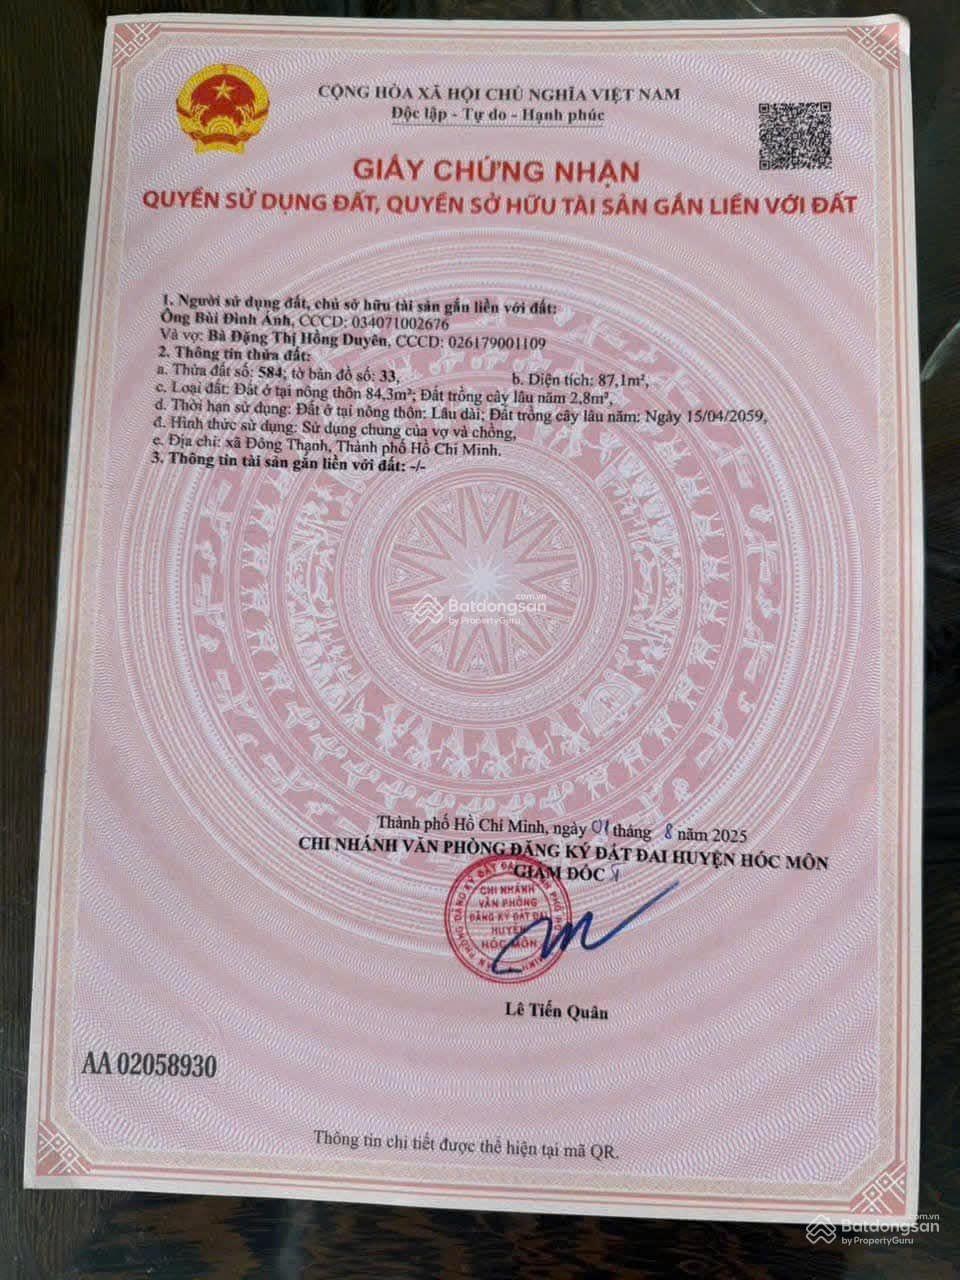 CỘNG HÒA XÃ HỘI CHỦ NGHĨA VIỆT NAM
Độc lập - Tự do - Hạnh phúc
GIẤY CHỨNG NHẬN
QUYỀN SỬ DỤNG ĐẤT, QUYỀN SỞ HỮU TÀI SẢN GẮN LIỀN VỚI ĐẤT
1. Người sử dụng đất, chủ sở hữu tài sản gắn liền với đất:
Ông Bùi Đình Ánh, CCCD: 034071002676
Và vợ: Bà Đặng Thị Hồng Duyên, CCCD: 026179001109
2. Thông tin thửa đất:
a. Thửa đất số: 584; tờ bản đồ số: 33, b. Diện tích: 87,1m²,
c. Loại đất: Đất ở tại nông thôn 84,3m²; Đất trồng cây lâu năm 2,8m²,
d. Thời hạn sử dụng: Đất ở tại nông thôn: Lâu dài; Đất trồng cây lâu năm: Ngày 15/04/2059,
đ. Hình thức sử dụng: Sử dụng chung của vợ và chồng,
e. Địa chỉ: xã Đông Thạnh, Thành phố Hồ Chí Minh.
3. Thông tin tài sản gắn liền với đất: -/-
Batdongsan.com.vn
by PropertyGuru
Thành phố Hồ Chí Minh, ngày 01 tháng 8 năm 2025
CHI NHÁNH VĂN PHÒNG ĐĂNG KÝ ĐẤT ĐAI HUYỆN HÓC MÔN
GIÁM ĐỐC
CHI NHÁNH
VĂN PHÒNG
ĐĂNG KÝ ĐẤT ĐAI
HUYỆN
HÓC MÔN
Lê Tiến Quân
AA 02058930
Thông tin chi tiết được thể hiện tại mã QR.
Batdongsan.com.vn
by PropertyGuru